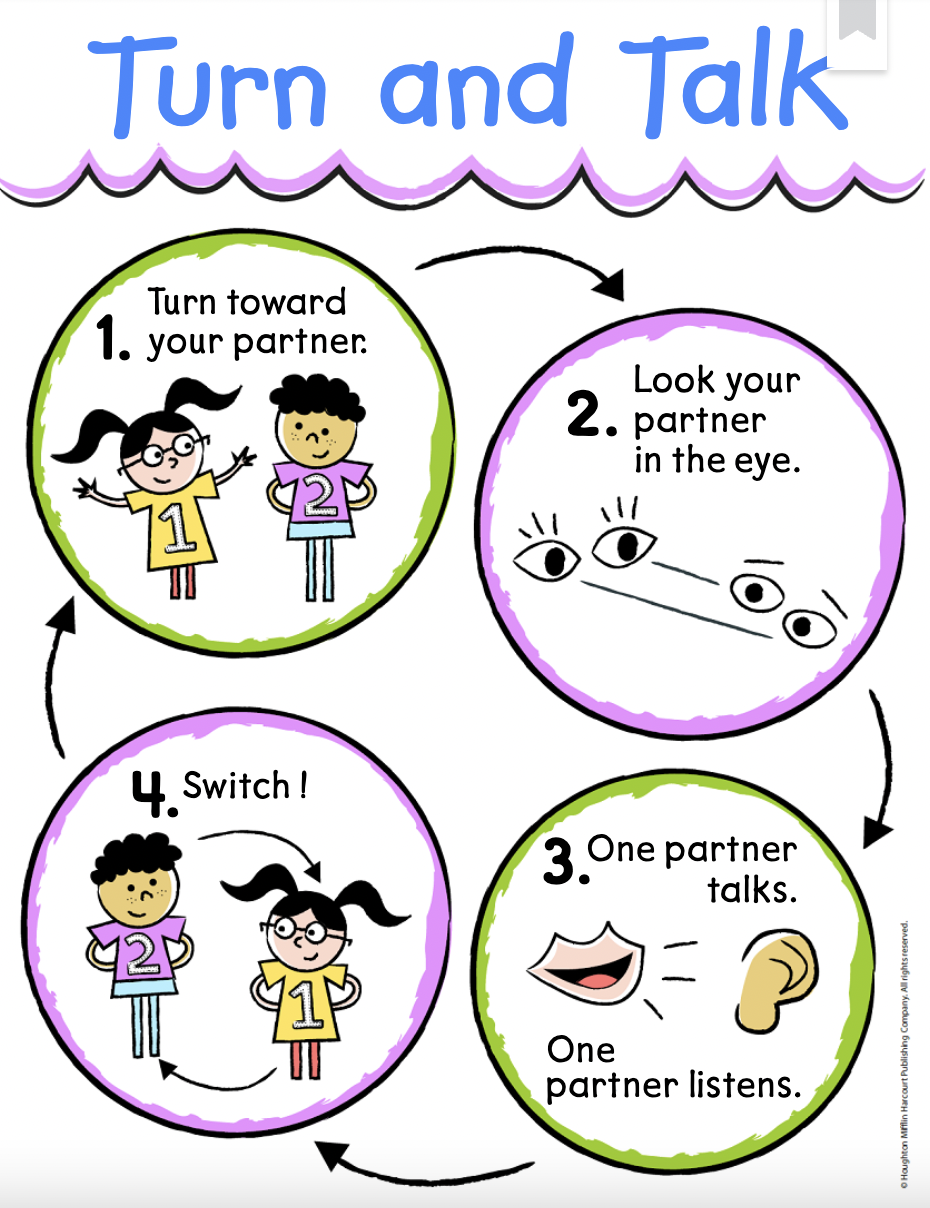 Turn and Talk
1. Turn toward
your partner.
1
2
2. Look your
partner
in the eye.
3. One partner
talks.
One
partner listens.
4. Switch!
2
1
© Houghton Mifflin Harcourt Publishing Company. All rights reserved.